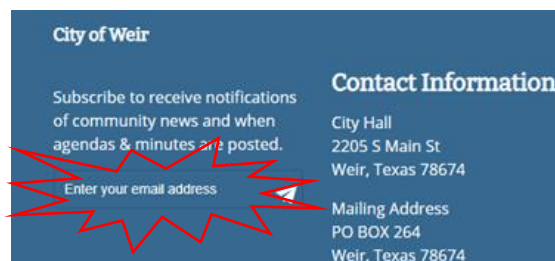 City of Weir
Subscribe to receive notifications
of community news and when
agendas & minutes are posted.
Enter your email address
Contact Information
City Hall
2205 S Main St
Weir, Texas 78674
Mailing Address
PO BOX 264
Weir, Texas 78674